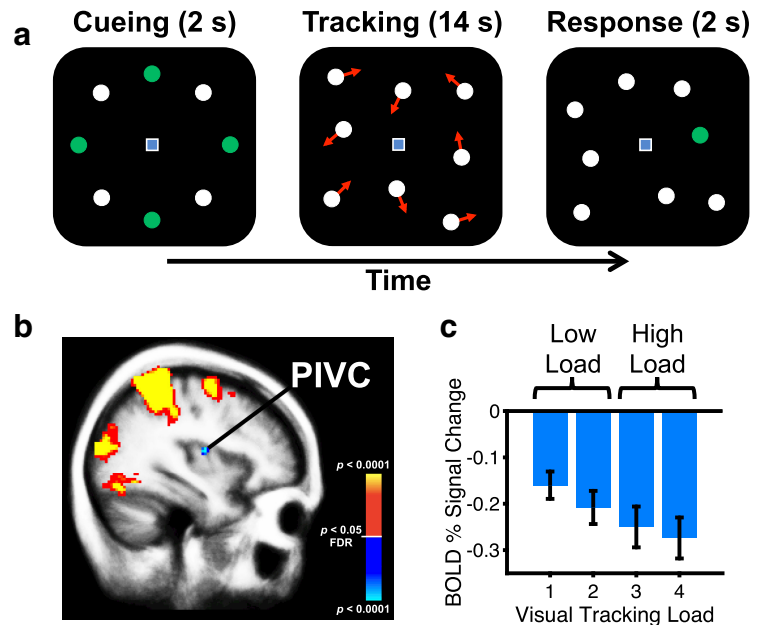 a
Cueing (2 s)
Tracking (14 s)
Response (2 s)
Time
b
PIVC
p < 0.0001
p < 0.05
FDR
p < 0.0001
c
Low
Load
High
Load
BOLD % Signal Change
0
-0.1
-0.2
-0.3
1 2 3 4
Visual Tracking Load